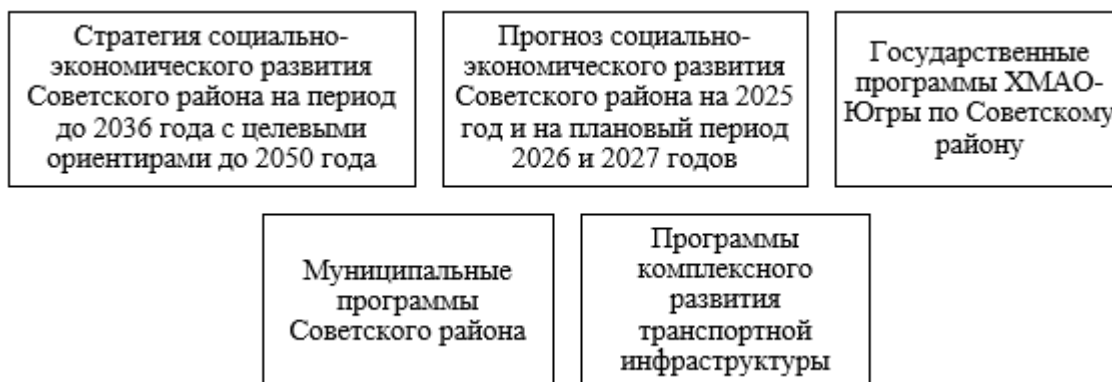 Стратегия социально-
экономического развития
Советского района на период
до 2036 года с целевыми
ориентирами до 2050 года
Прогноз социально-
экономического развития
Советского района на 2025
год и на плановый период
2026 и 2027 годов
Государственные
программы ХМАО-
Югры по Советскому
району
Муниципальные
программы
Советского района
Программы
комплексного
развития
транспортной
инфраструктуры